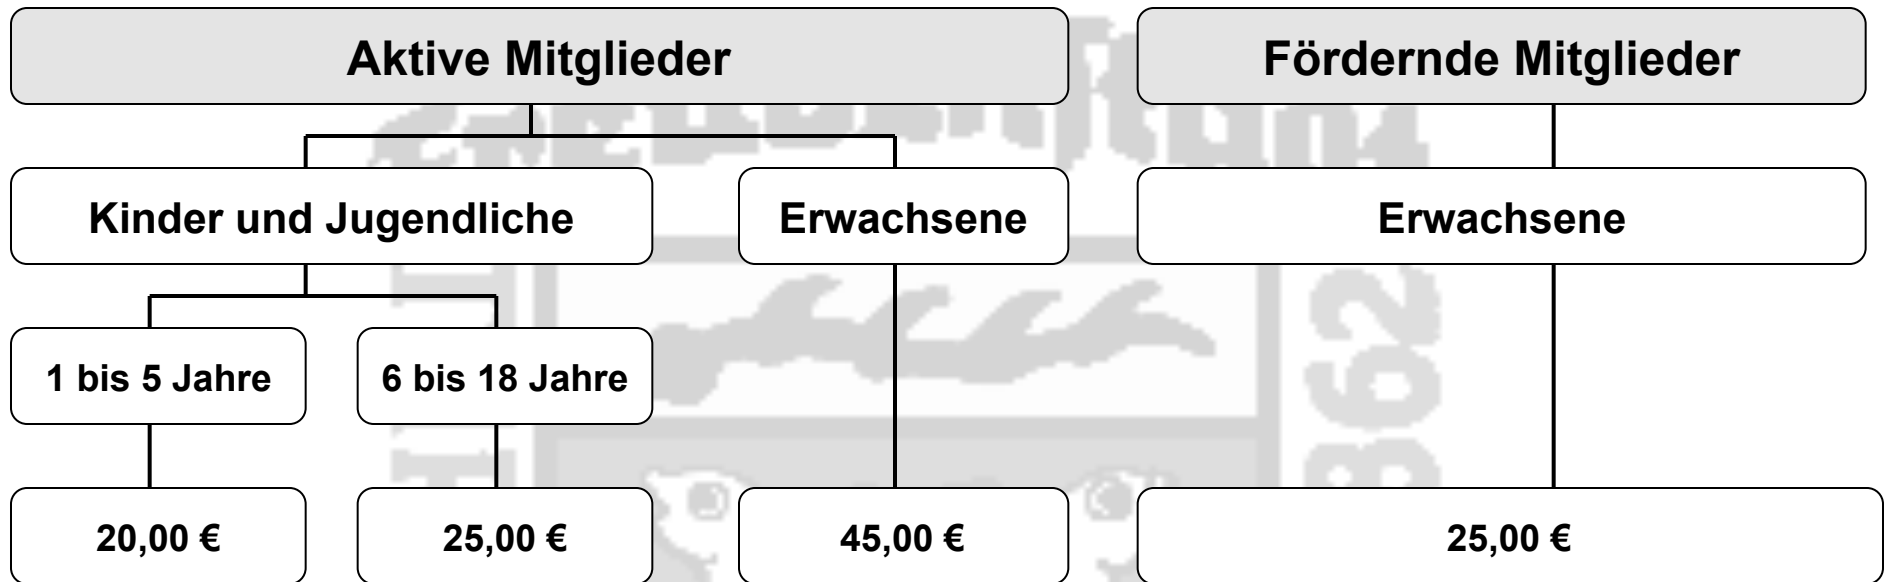 Aktive Mitglieder
Fördernde Mitglieder
Kinder und Jugendliche
Erwachsene
Erwachsene
1 bis 5 Jahre
6 bis 18 Jahre
20,00 €
25,00 €
45,00 €
25,00 €